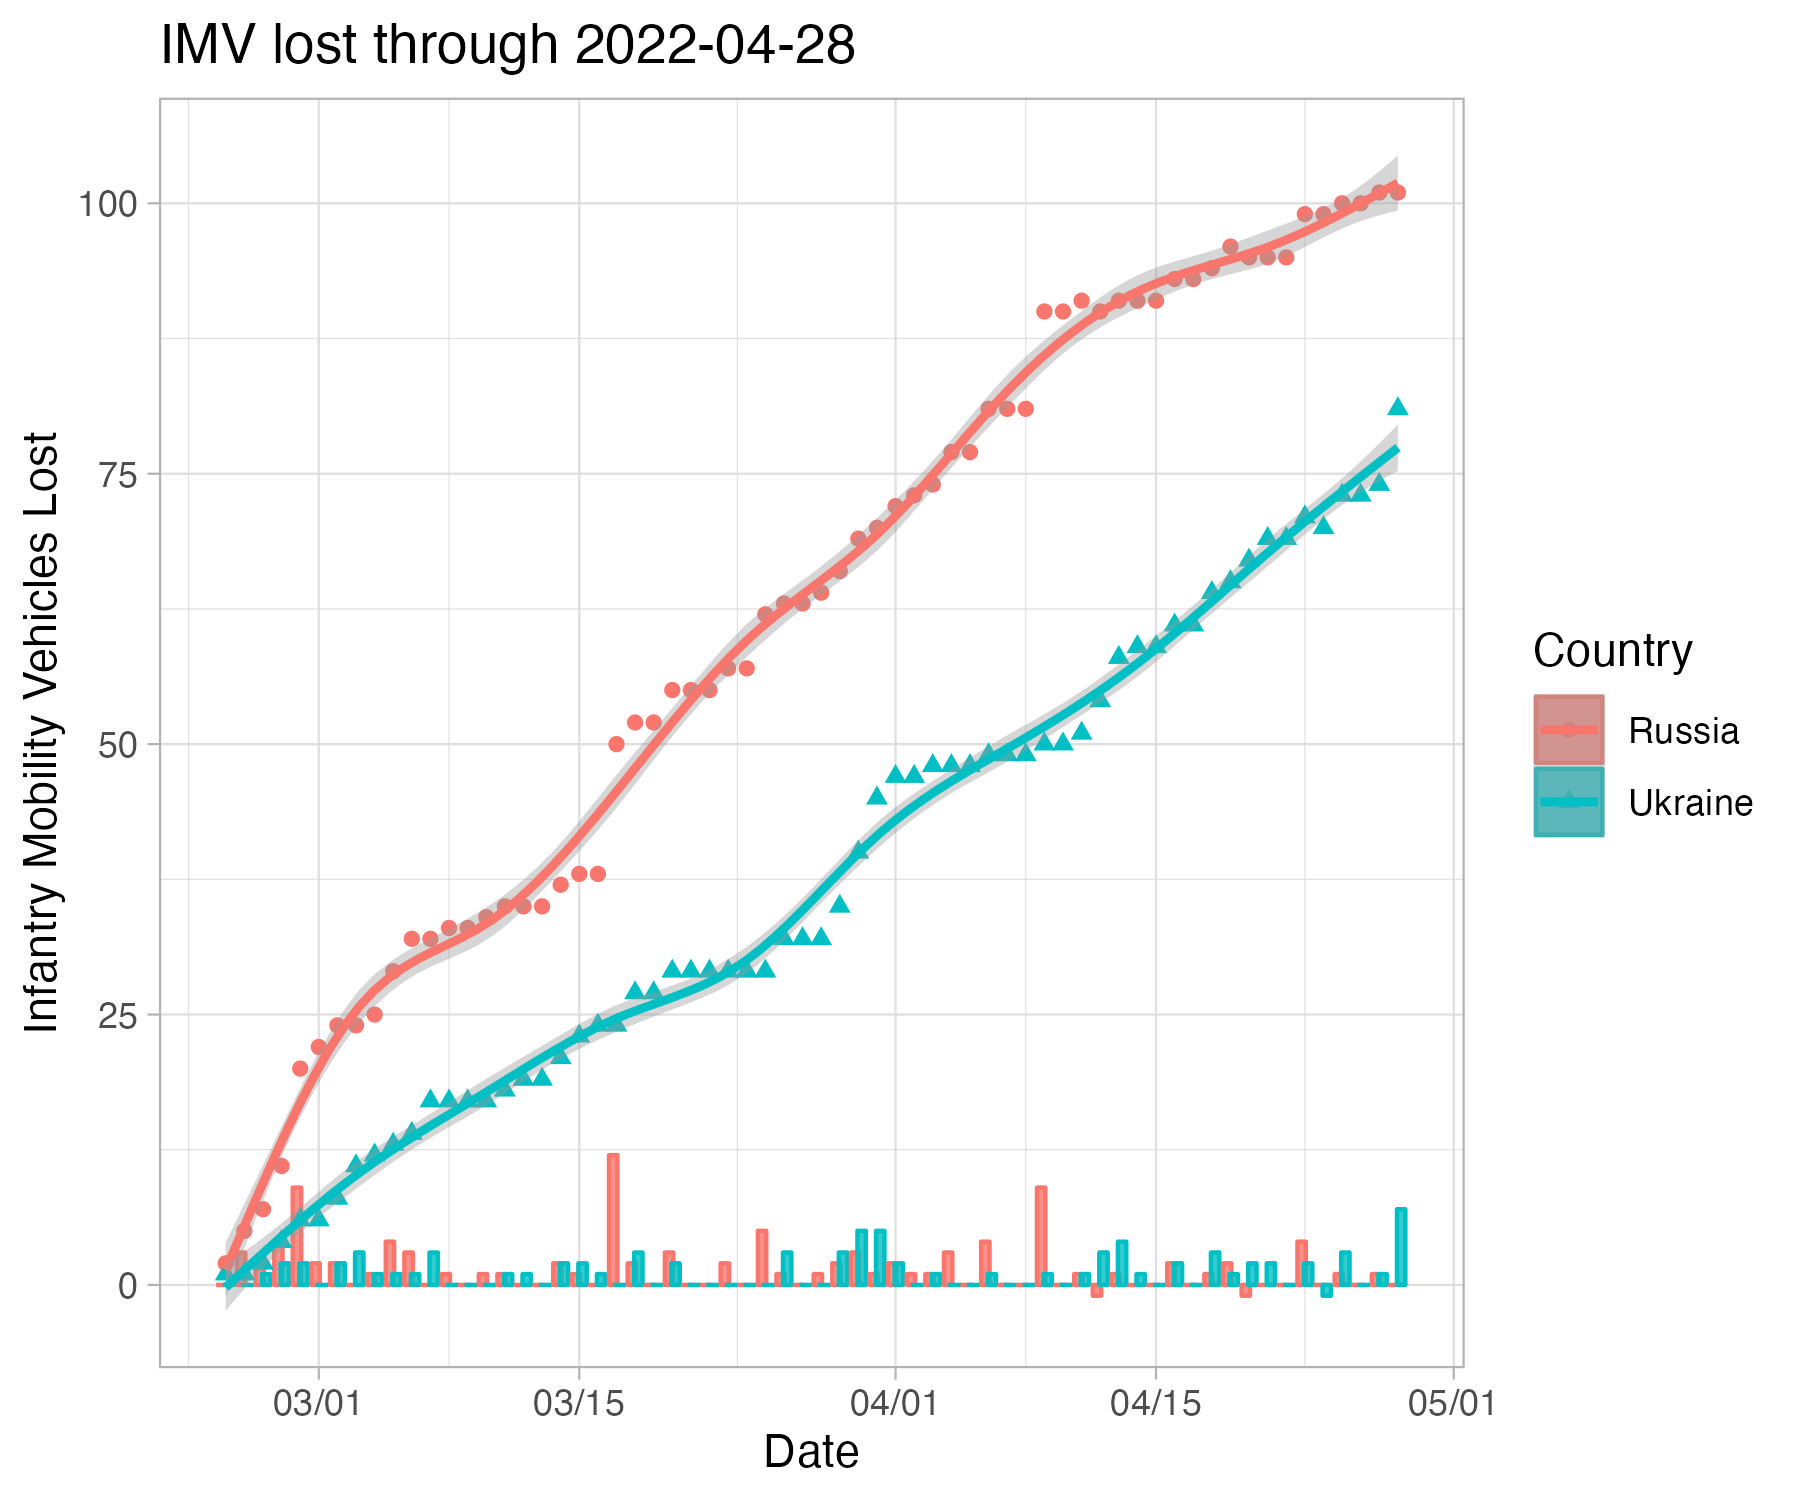 IMV lost through 2022-04-28
Infantry Mobility Vehicles Lost
100
75
50
25
0
03/01
03/15
04/01
04/15
05/01
Date
Country
Russia
Ukraine